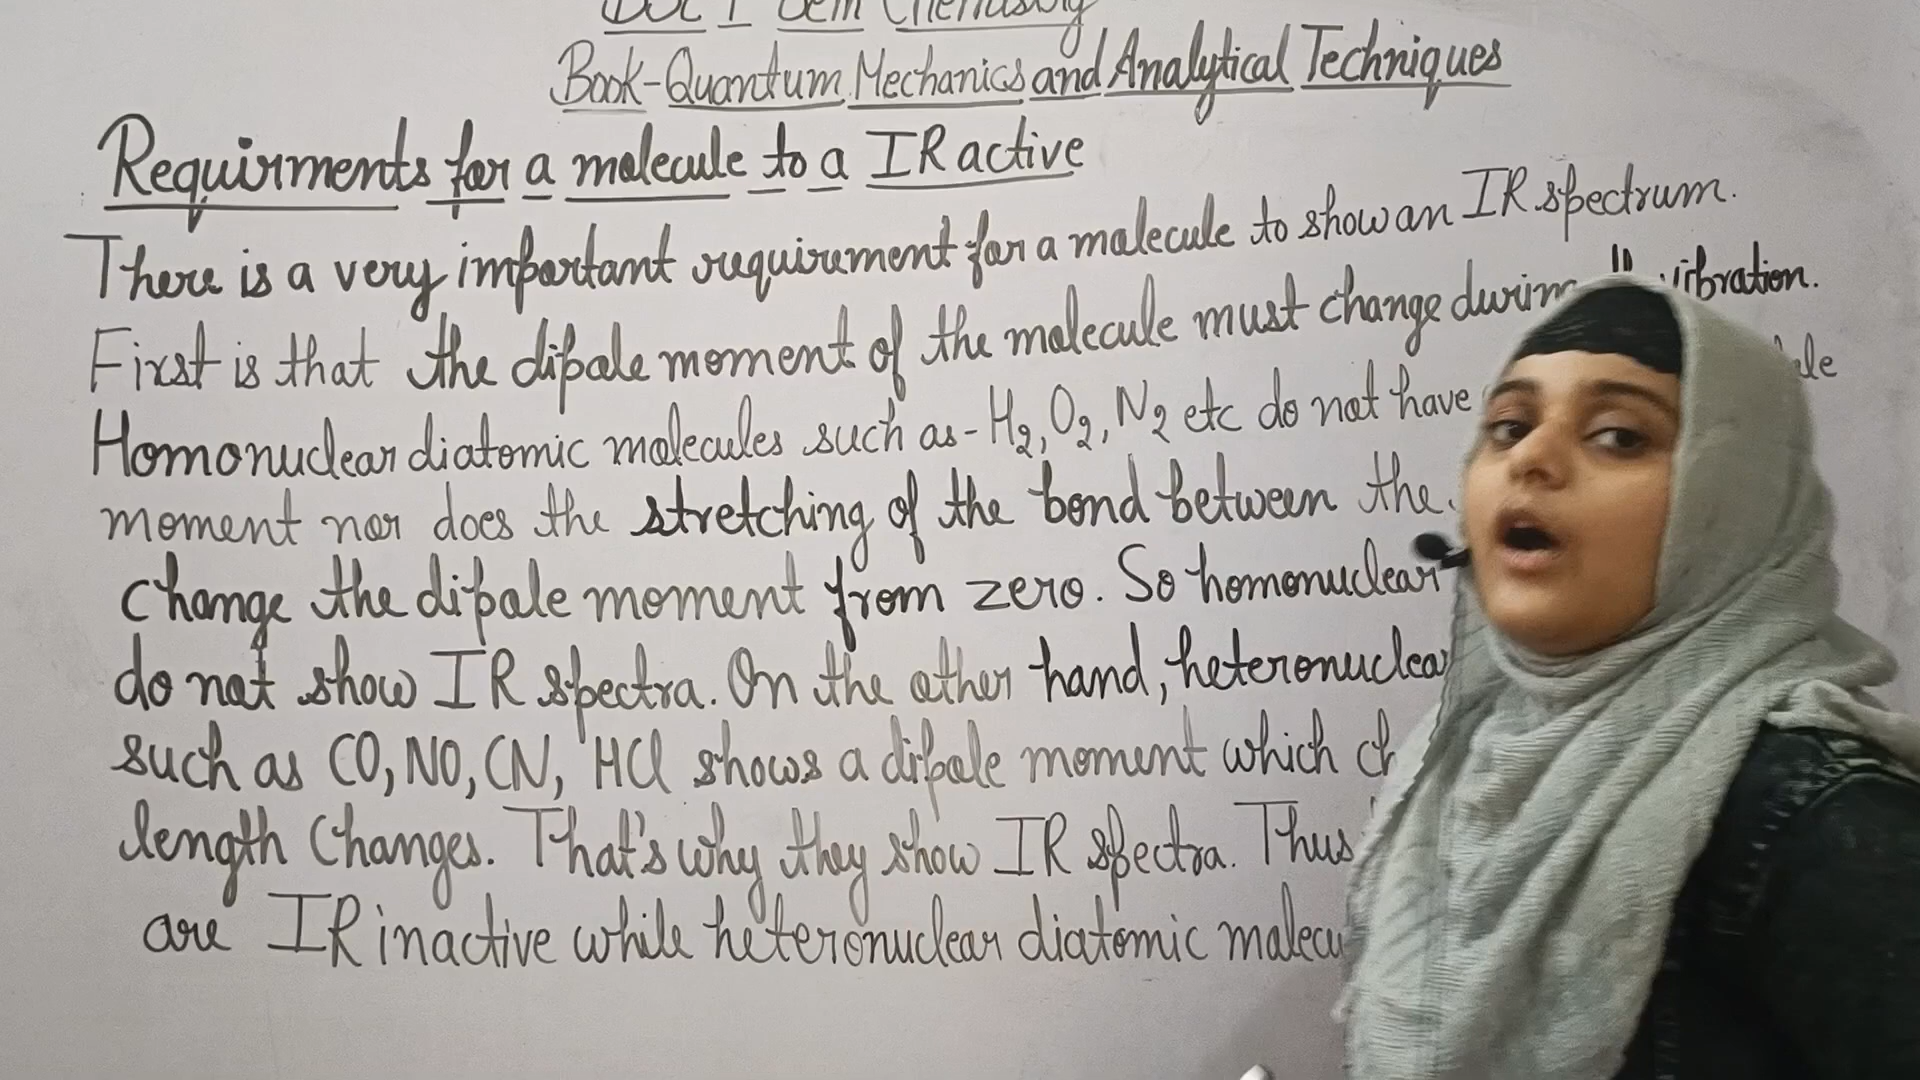 I Sem Chemistry
Book-Quantum Mechanics and Analytical Techniques
Requirments for a molecule to a IR active
There is a very important requirement for a molecule to show an IR spectrum.
First is that the dipole moment of the molecule must change during vibration.
Homonuclear diatomic molecules such as - H₂, O₂, N₂ etc do not have
moment nor does the stretching of the bond between the
change the dipole moment from zero. So homonuclear
do not show IR spectra. On the other hand, heteronuclear
such as CO, NO, CN, HCl shows a dipole moment which
length changes. That's why they show IR spectra. Thus
are IR inactive while heteronuclear diatomic